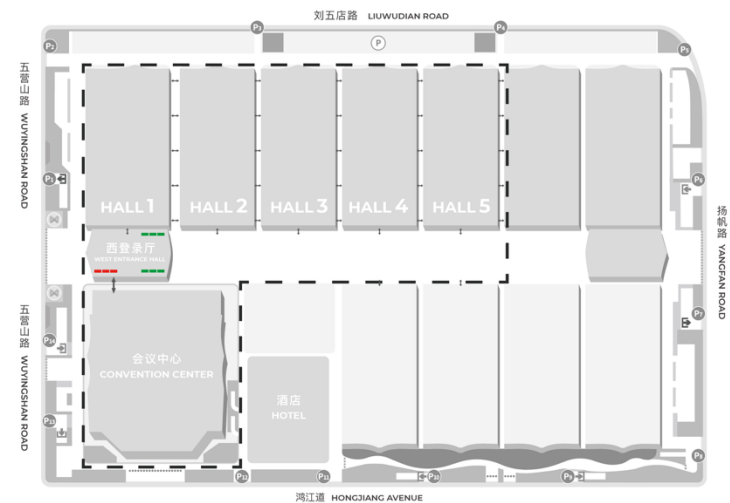 刘五店路 LIUWUDIAN ROAD
P3
P4
P2
P
P5
五营山路 WUYINGSHAN ROAD
HALL 1
HALL 2
HALL 3
HALL 4
HALL 5
P1
P6
扬帆路 YANGFAN ROAD
西登录厅
WEST ENTRANCE HALL
五营山路 WUYINGSHAN ROAD
P7
P14
会议中心
CONVENTION CENTER
酒店
HOTEL
P13
P8
P12
P11
P10
P9
鸿江道 HONGJIANG AVENUE